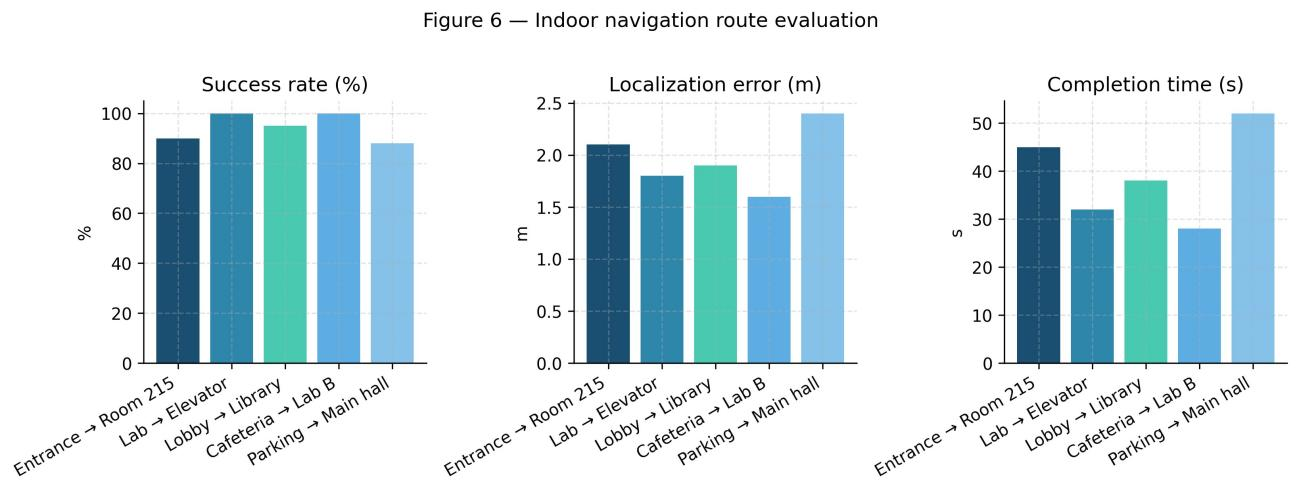 Figure 6 — Indoor navigation route evaluation
Success rate (%)
%
100
80
60
40
20
0
Entrance → Room 215
Lab → Elevator
Lobby → Library
Cafeteria → Lab B
Parking → Main hall
Localization error (m)
m
2.5
2.0
1.5
1.0
0.5
0.0
Entrance → Room 215
Lab → Elevator
Lobby → Library
Cafeteria → Lab B
Parking → Main hall
Completion time (s)
s
50
40
30
20
10
0
Entrance → Room 215
Lab → Elevator
Lobby → Library
Cafeteria → Lab B
Parking → Main hall